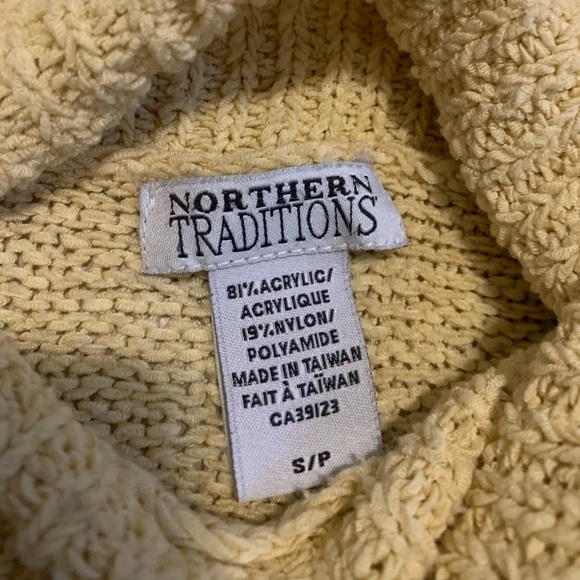 NORTHERN
TRADITIONS
81% ACRYLIC/
ACRYLIQUE
19% NYLON/
POLYAMIDE
MADE IN TAIWAN
FAIT À TAÏWAN
CA39123
S/P